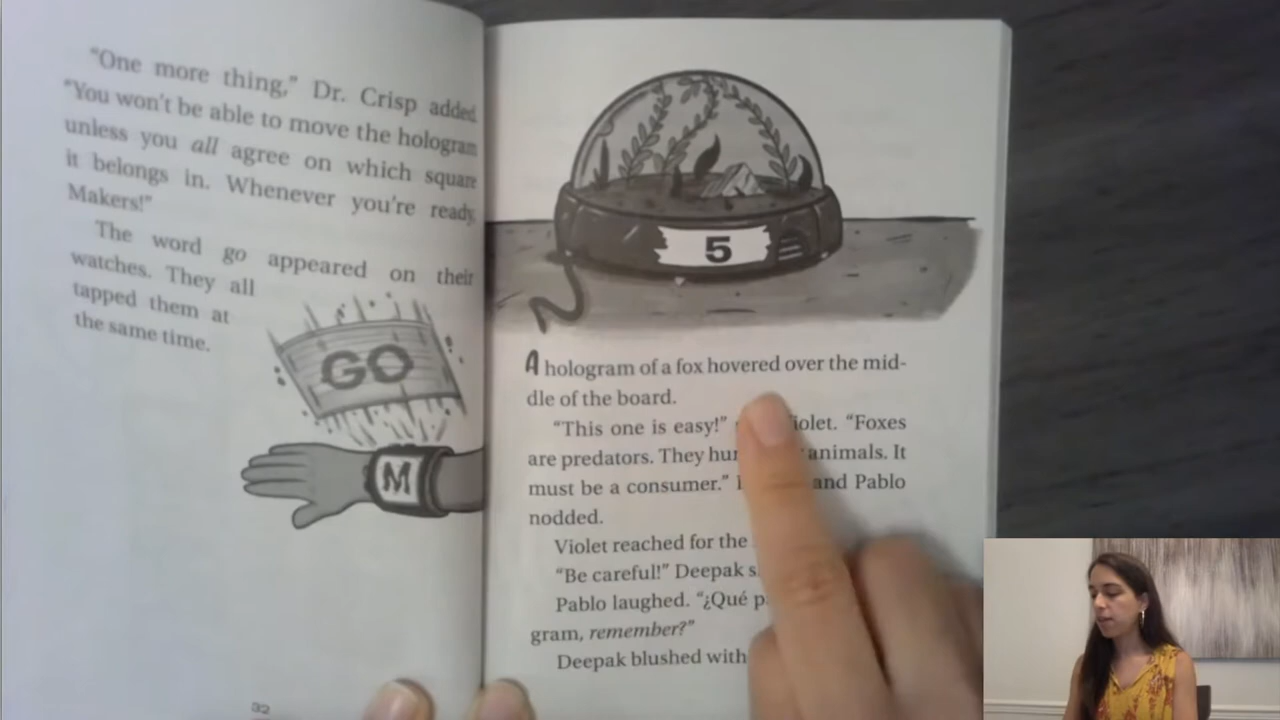 “One more thing,” Dr. Crisp added.
“You won’t be able to move the hologram
unless you all agree on which square
it belongs in. Whenever you’re ready,
Makers!”
The word go appeared on their
watches. They all
tapped them at
the same time.
GO
M
32
5
A hologram of a fox hovered over the mid-
dle of the board.
“This one is easy!” Violet. “Foxes
are predators. They animals. It
must be a consumer.” and Pablo
nodded.
Violet reached for the
“Be careful!” Deepak
Pablo laughed. “¿Qué
gram, remember?”
Deepak blushed with